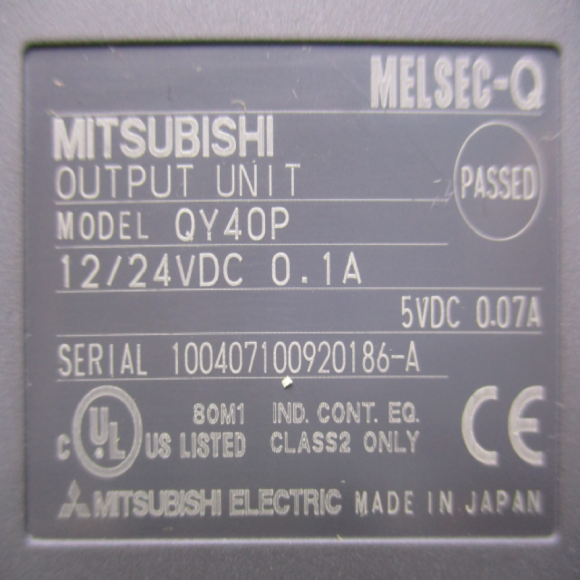 MELSEC-Q
MITSUBISHI
OUTPUT UNIT
PASSED
MODEL QY40P
12/24VDC 0.1A
5VDC 0.07A
SERIAL 100407100920186-A
C UL US LISTED
80M1 IND. CONT. EQ.
CLASS2 ONLY
CE
MITSUBISHI ELECTRIC MADE IN JAPAN